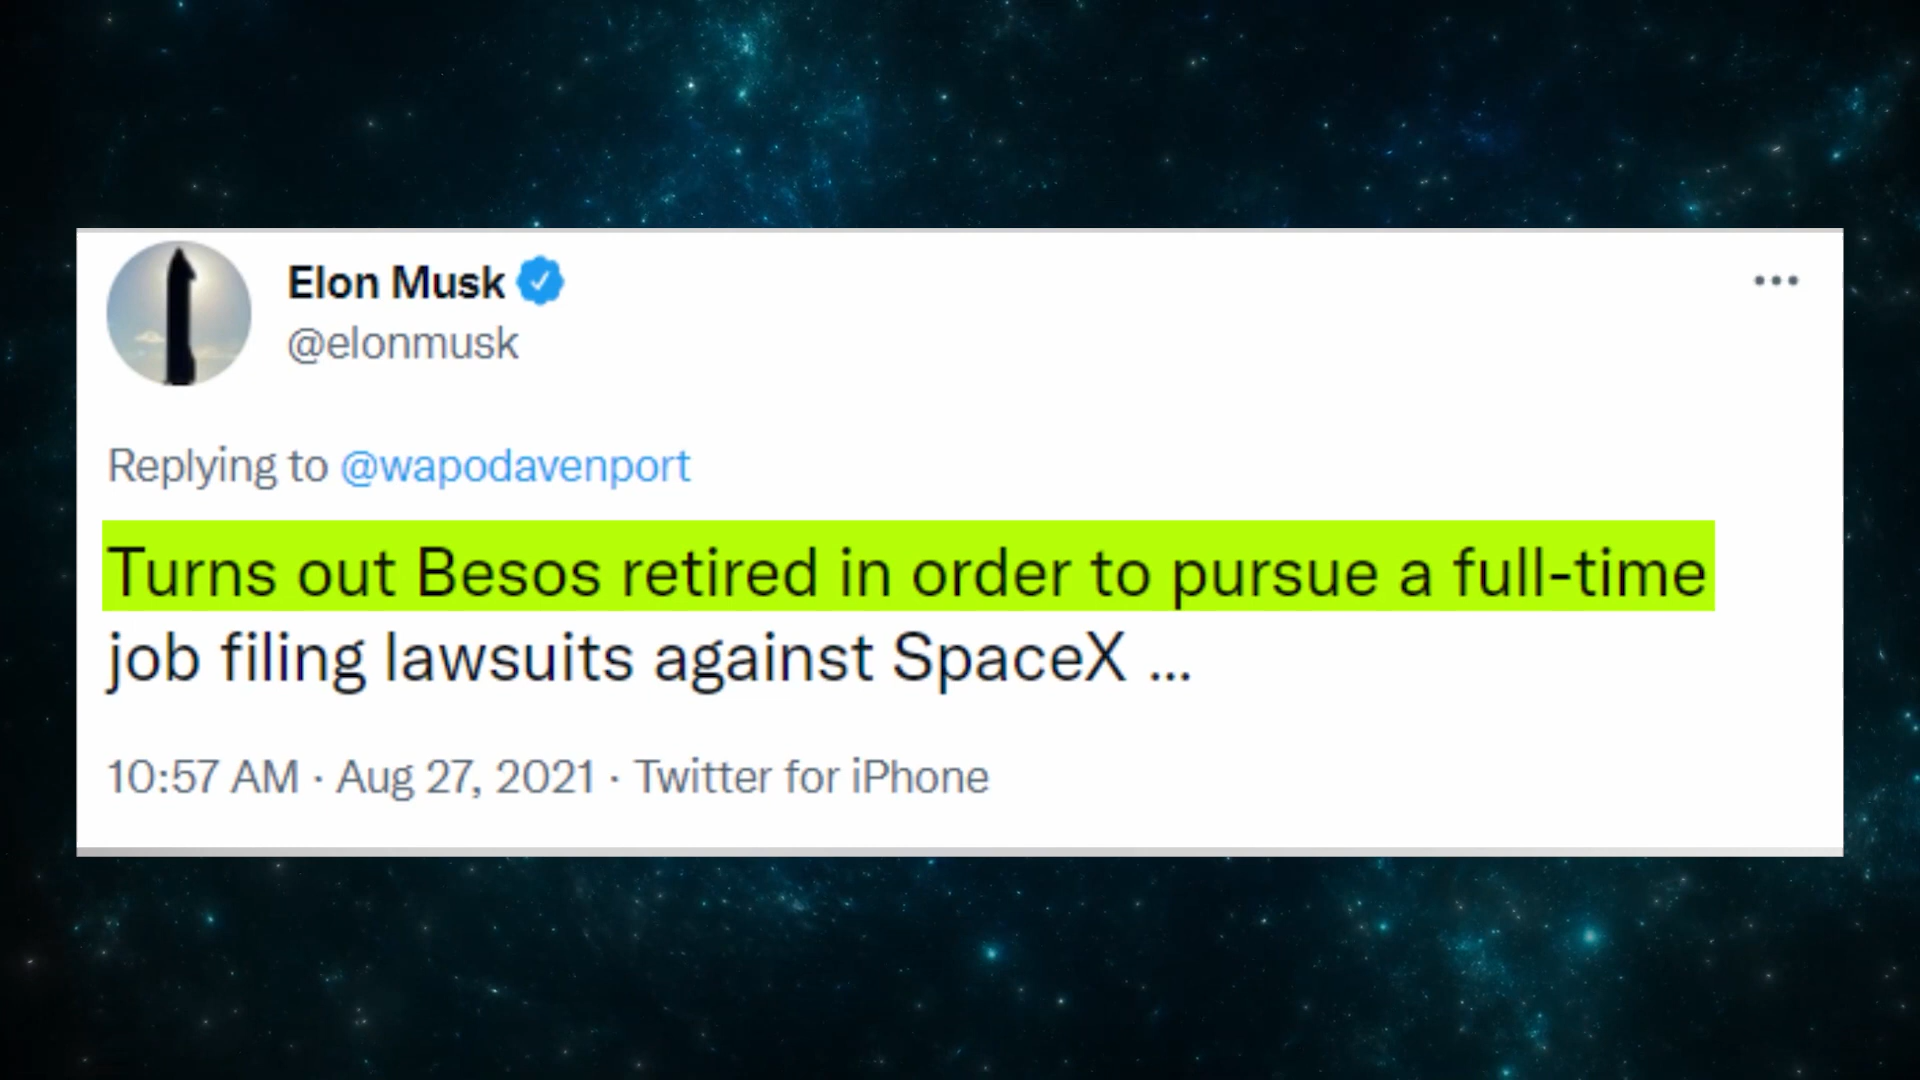 Elon Musk
@elonmusk
Replying to @wapodavenport
Turns out Besos retired in order to pursue a full-time
job filing lawsuits against SpaceX ...
10:57 AM · Aug 27, 2021 · Twitter for iPhone